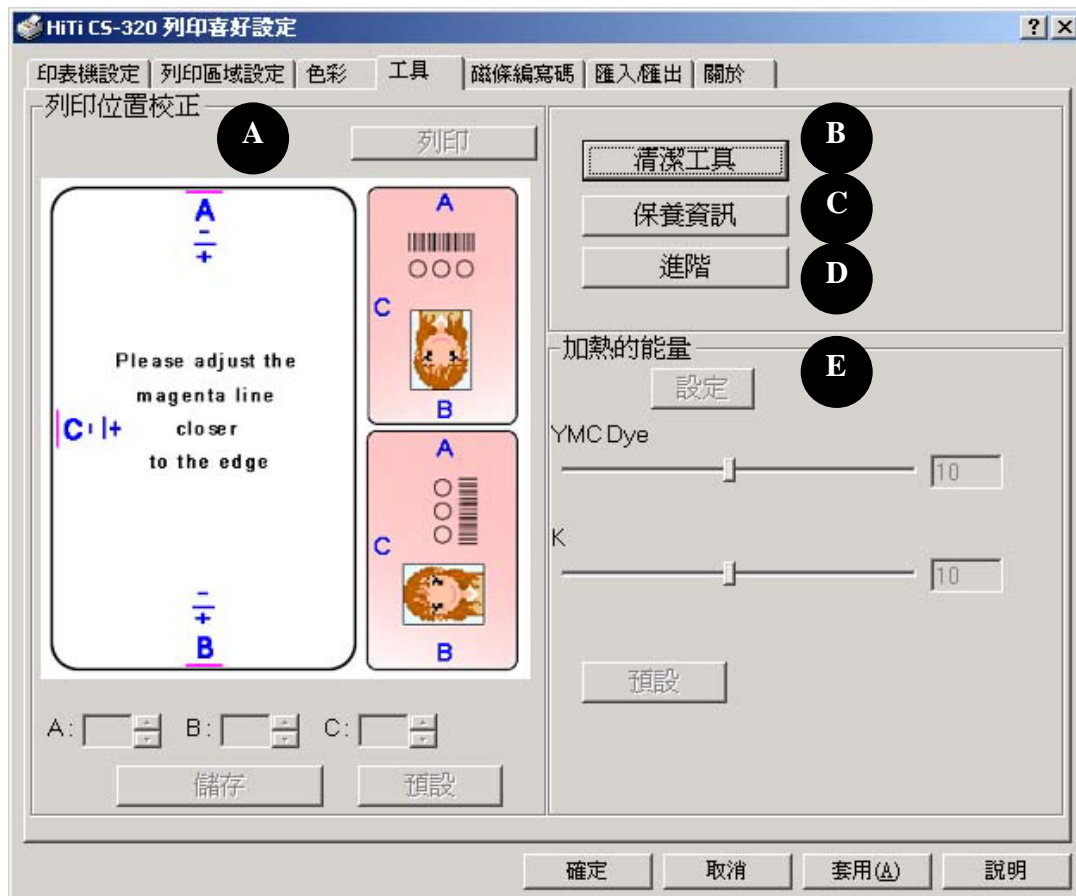 HiTi CS-320 列印喜好設定
印表機設定 列印區域設定 色彩 工具 磁條編寫碼 匯入/匯出 關於
列印位置校正
A
列印
A
-
+
Please adjust the
magenta line
closer
to the edge
C - +
-
+
B
A
C
B
A
C
B
A: B: C:
儲存 預設
清潔工具 B
保養資訊 C
進階 D
加熱的能量
E
設定
YMC Dye
10
K
10
預設
確定 取消 套用(A) 說明